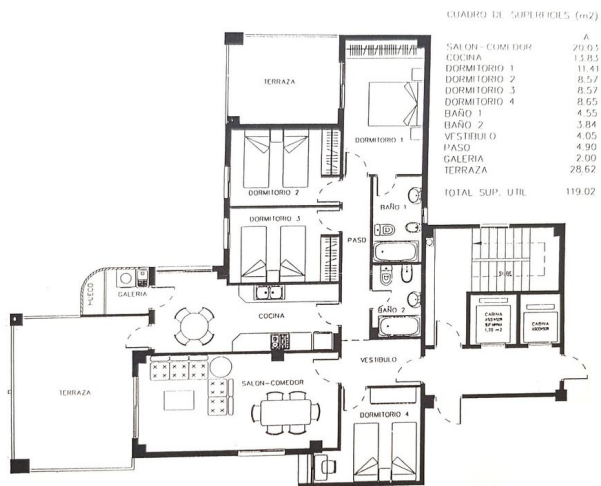 CUADRO DE SUPERFICIES (m2)
A
SALON-COMEDOR 20.03
COCINA 13.83
DORMITORIO 1 11.41
DORMITORIO 2 8.57
DORMITORIO 3 8.57
DORMITORIO 4 8.65
BAÑO 1 4.55
BAÑO 2 3.84
VESTIBULO 4.05
PASO 4.90
GALERIA 2.00
TERRAZA 28.62
TOTAL SUP. UTIL 119.02
TERRAZA
DORMITORIO 1
DORMITORIO 2
BAÑO 1
DORMITORIO 3
PASO
SUBE
GALERIA
COCINA
BAÑO 2
CABINA
CABINA
VESTIBULO
TERRAZA
SALON-COMEDOR
DORMITORIO 4